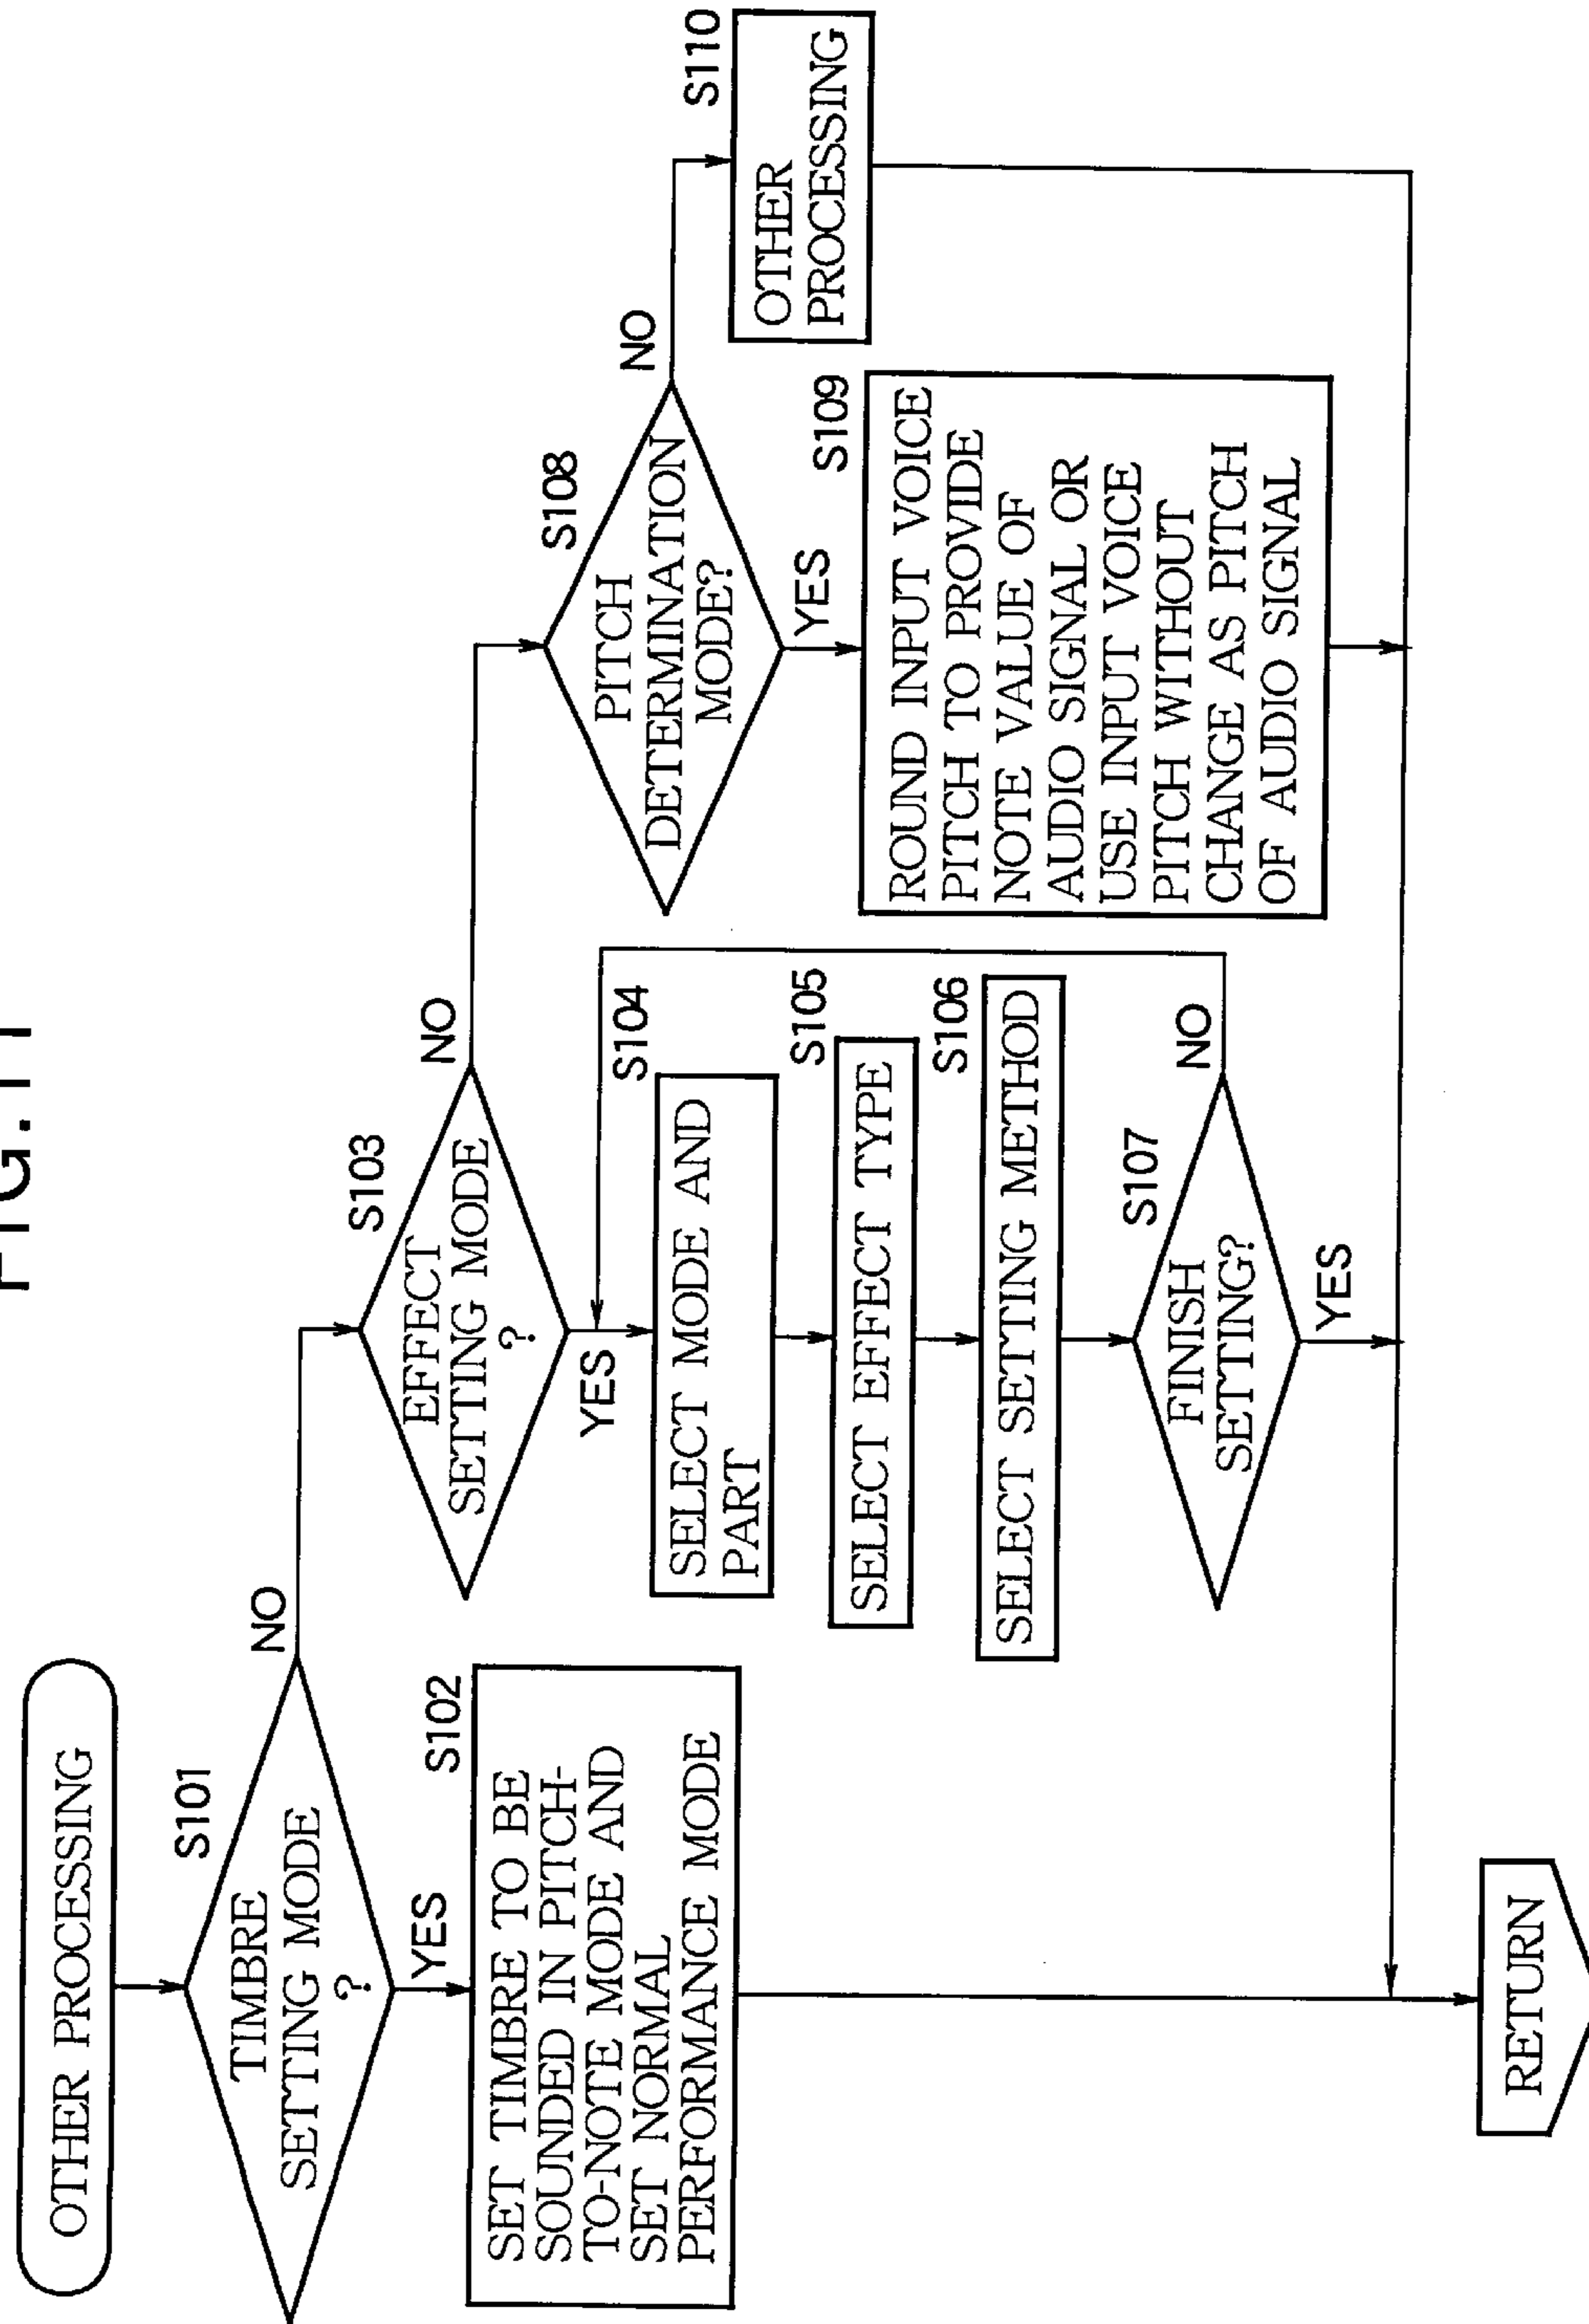 FIG. 11
OTHER PROCESSING
S101
TIMBRE
SETTING MODE
?
NO
YES
S102
SET TIMBRE TO BE
SOUNDED IN PITCH-
TO-NOTE MODE AND
SET NORMAL
PERFORMANCE MODE
S103
EFFECT
SETTING MODE
?
NO
YES
S104
SELECT MODE AND
PART
S105
SELECT EFFECT TYPE
S106
SELECT SETTING METHOD
S107
FINISH
SETTING?
NO
YES
S108
PITCH
DETERMINATION
MODE?
NO
YES
S109
ROUND INPUT VOICE
PITCH TO PROVIDE
NOTE VALUE OF
AUDIO SIGNAL OR
USE INPUT VOICE
PITCH WITHOUT
CHANGE AS PITCH
OF AUDIO SIGNAL
S110
OTHER
PROCESSING
RETURN